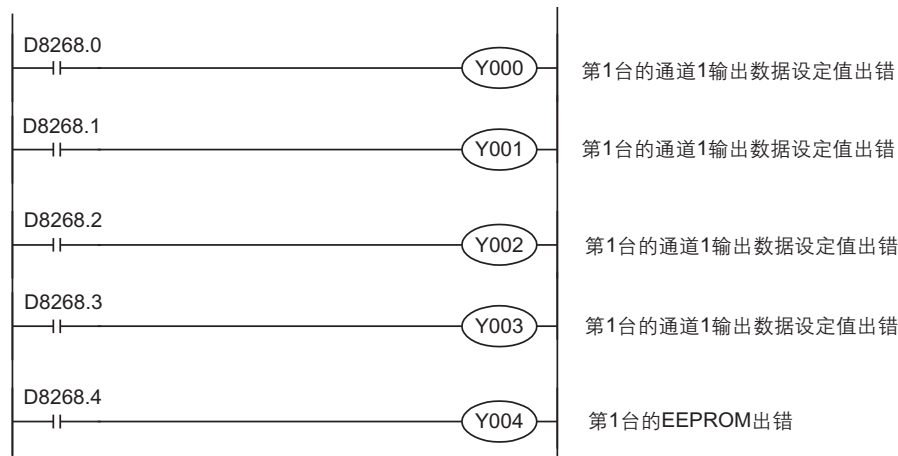 D8268.0
Y000 第1台的通道1输出数据设定值出错
D8268.1
Y001 第1台的通道1输出数据设定值出错
D8268.2
Y002 第1台的通道1输出数据设定值出错
D8268.3
Y003 第1台的通道1输出数据设定值出错
D8268.4
Y004 第1台的EEPROM出错